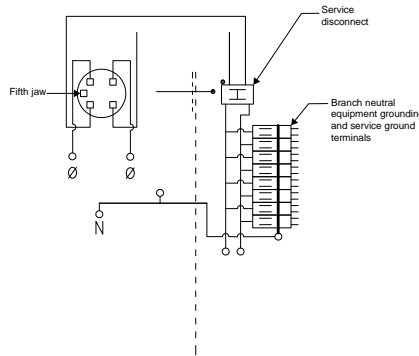 Service
disconnect
Fifth jaw
Branch neutral
equipment grounding
and service ground
terminals
Ø
Ø
N